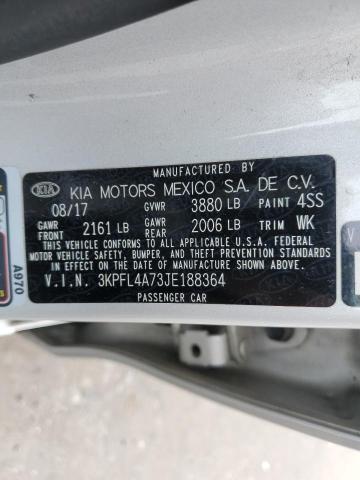 MANUFACTURED BY
KIA KIA MOTORS MEXICO S.A. DE C.V.
08/17 GVWR 3880 LB PAINT 4SS
GAWR FRONT 2161 LB GAWR REAR 2006 LB TRIM WK
THIS VEHICLE CONFORMS TO ALL APPLICABLE U.S.A. FEDERAL
MOTOR VEHICLE SAFETY, BUMPER, AND THEFT PREVENTION
STANDARDS IN EFFECT ON THE DATE OF MANUFACTURE SHOWN ABOVE.
V.I.N. 3KPFL4A73JE188364
PASSENGER CAR
A970